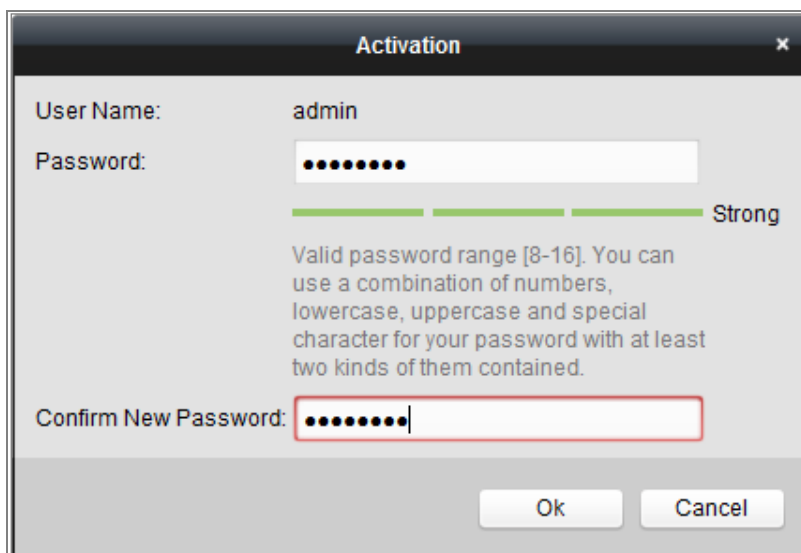 Activation
×
User Name: admin
Password: ••••••••
Strong
Valid password range [8-16]. You can
use a combination of numbers,
lowercase, uppercase and special
character for your password with at least
two kinds of them contained.
Confirm New Password: ••••••••
Ok Cancel